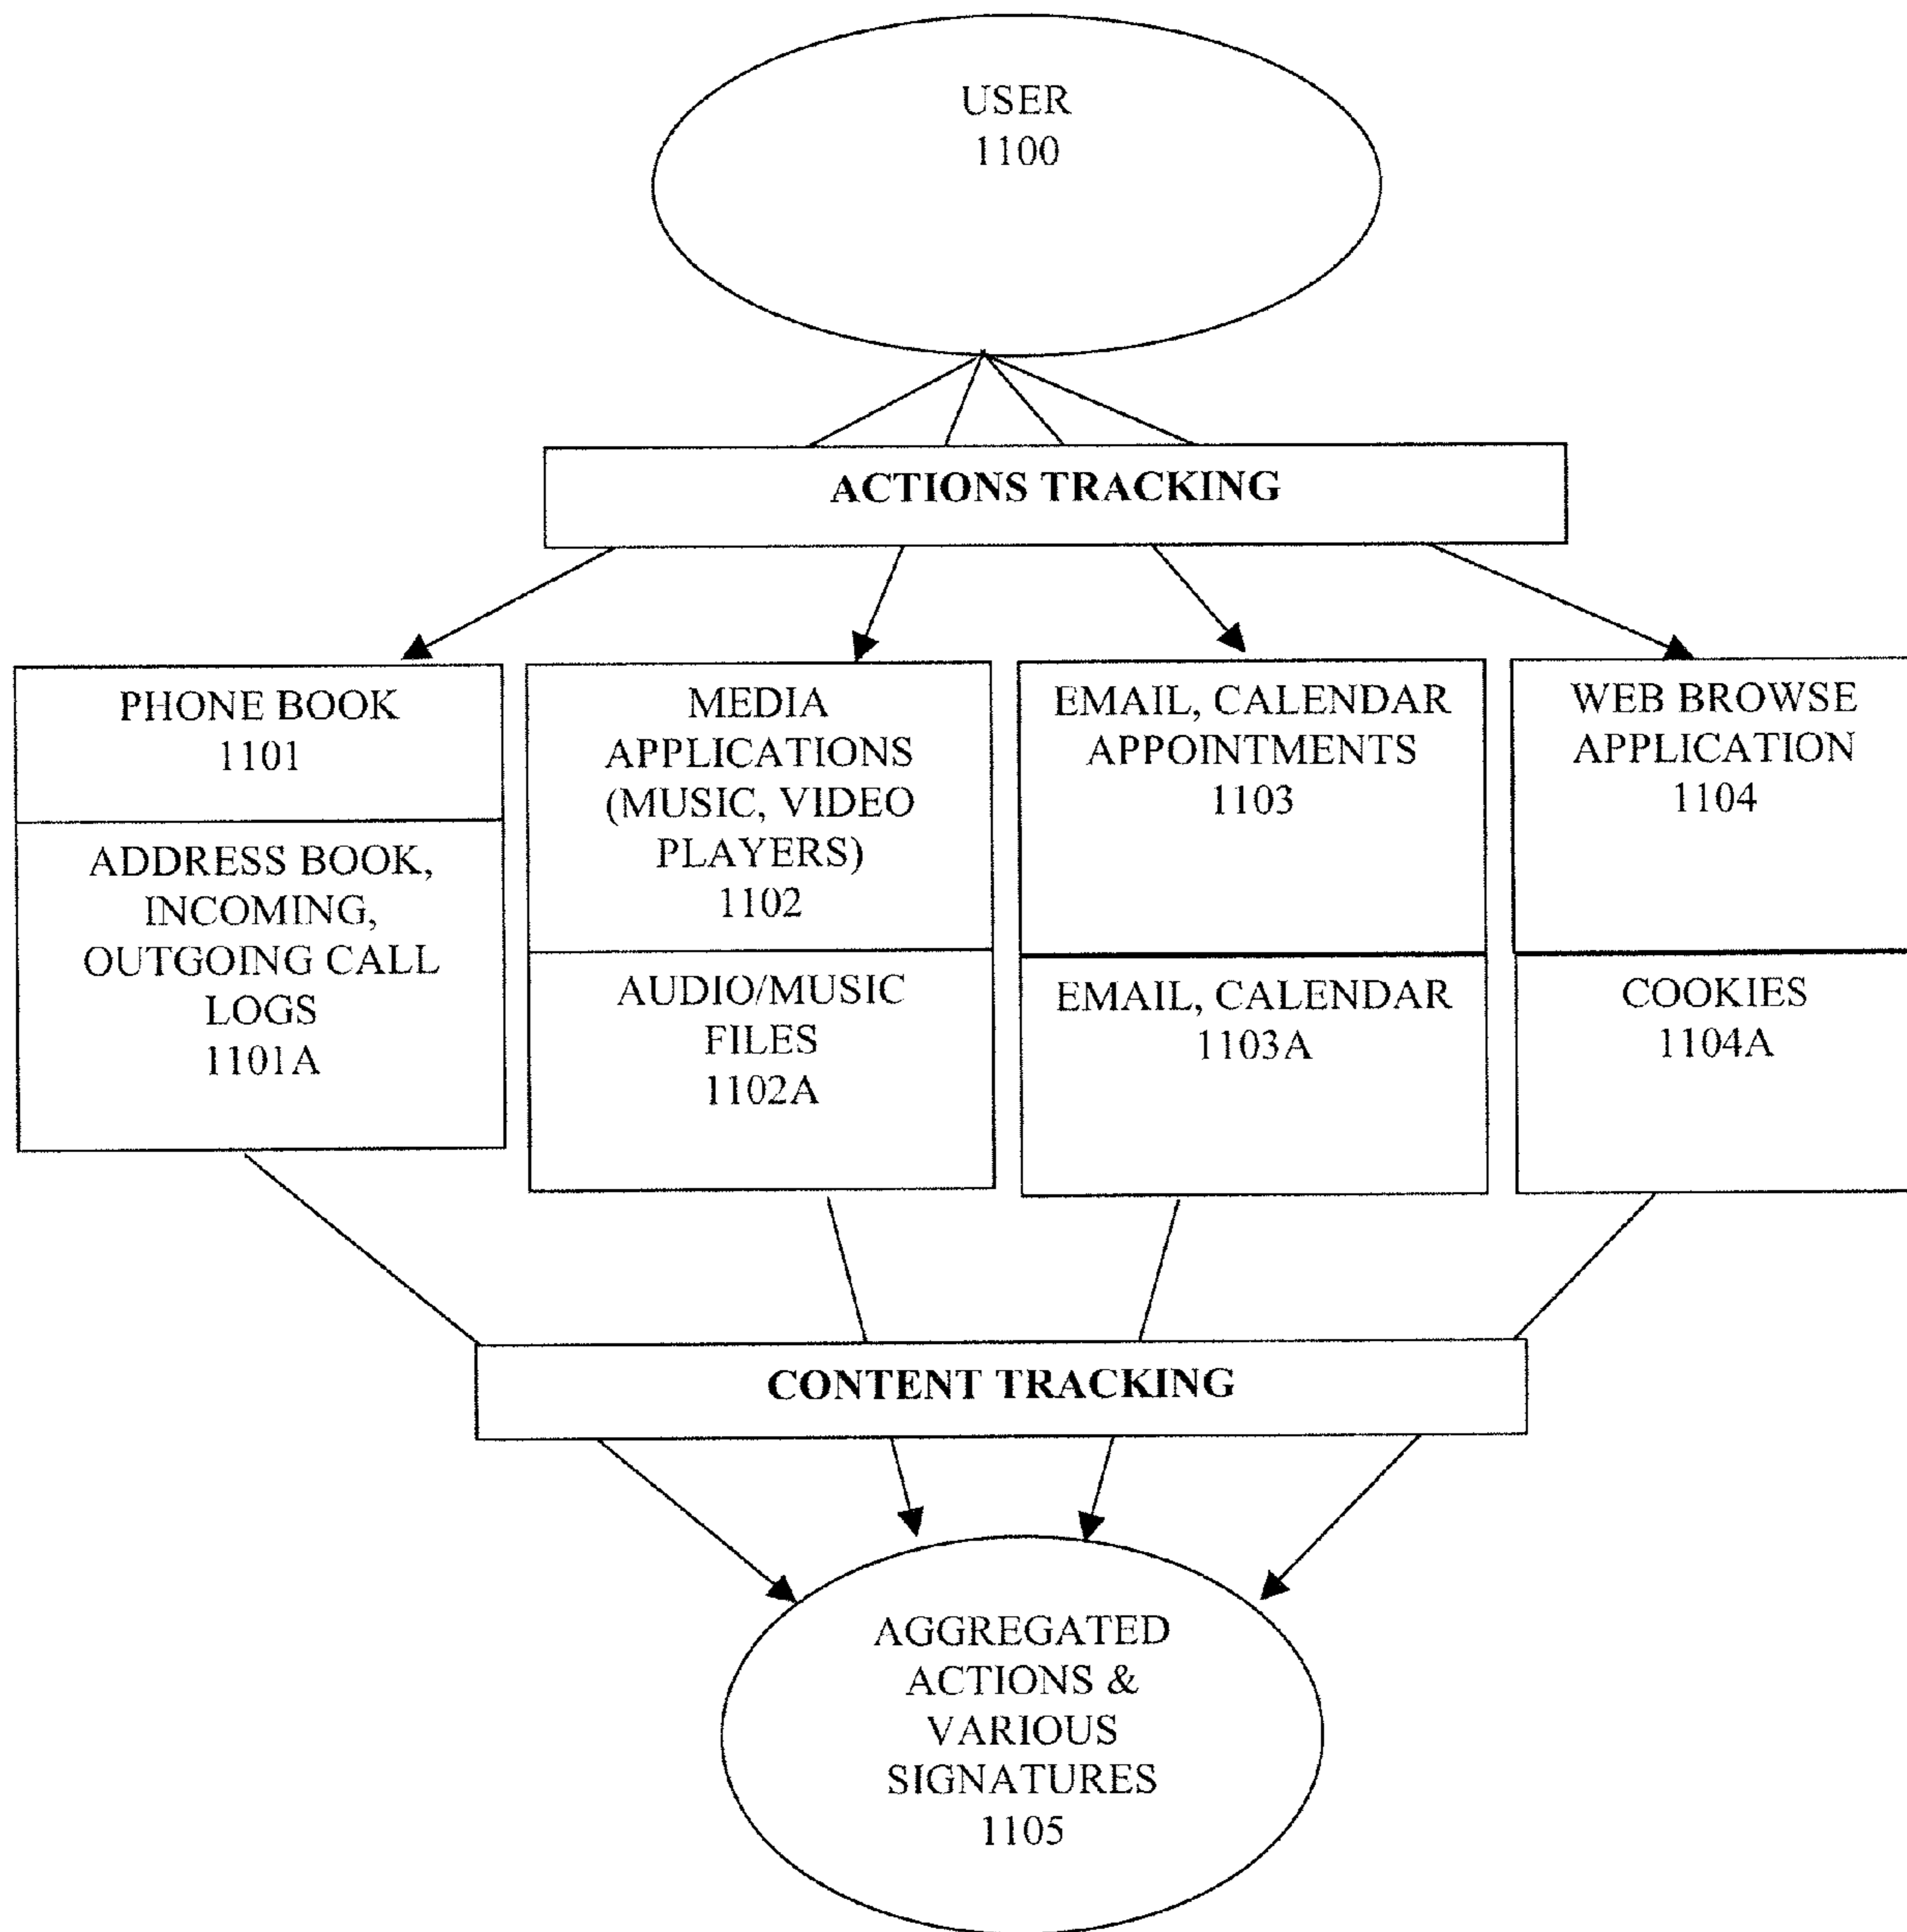 USER
1100
ACTIONS TRACKING
PHONE BOOK
1101
ADDRESS BOOK,
INCOMING,
OUTGOING CALL
LOGS
1101A
MEDIA
APPLICATIONS
(MUSIC, VIDEO
PLAYERS)
1102
AUDIO/MUSIC
FILES
1102A
EMAIL, CALENDAR
APPOINTMENTS
1103
EMAIL, CALENDAR
1103A
WEB BROWSE
APPLICATION
1104
COOKIES
1104A
CONTENT TRACKING
AGGREGATED
ACTIONS &
VARIOUS
SIGNATURES
1105